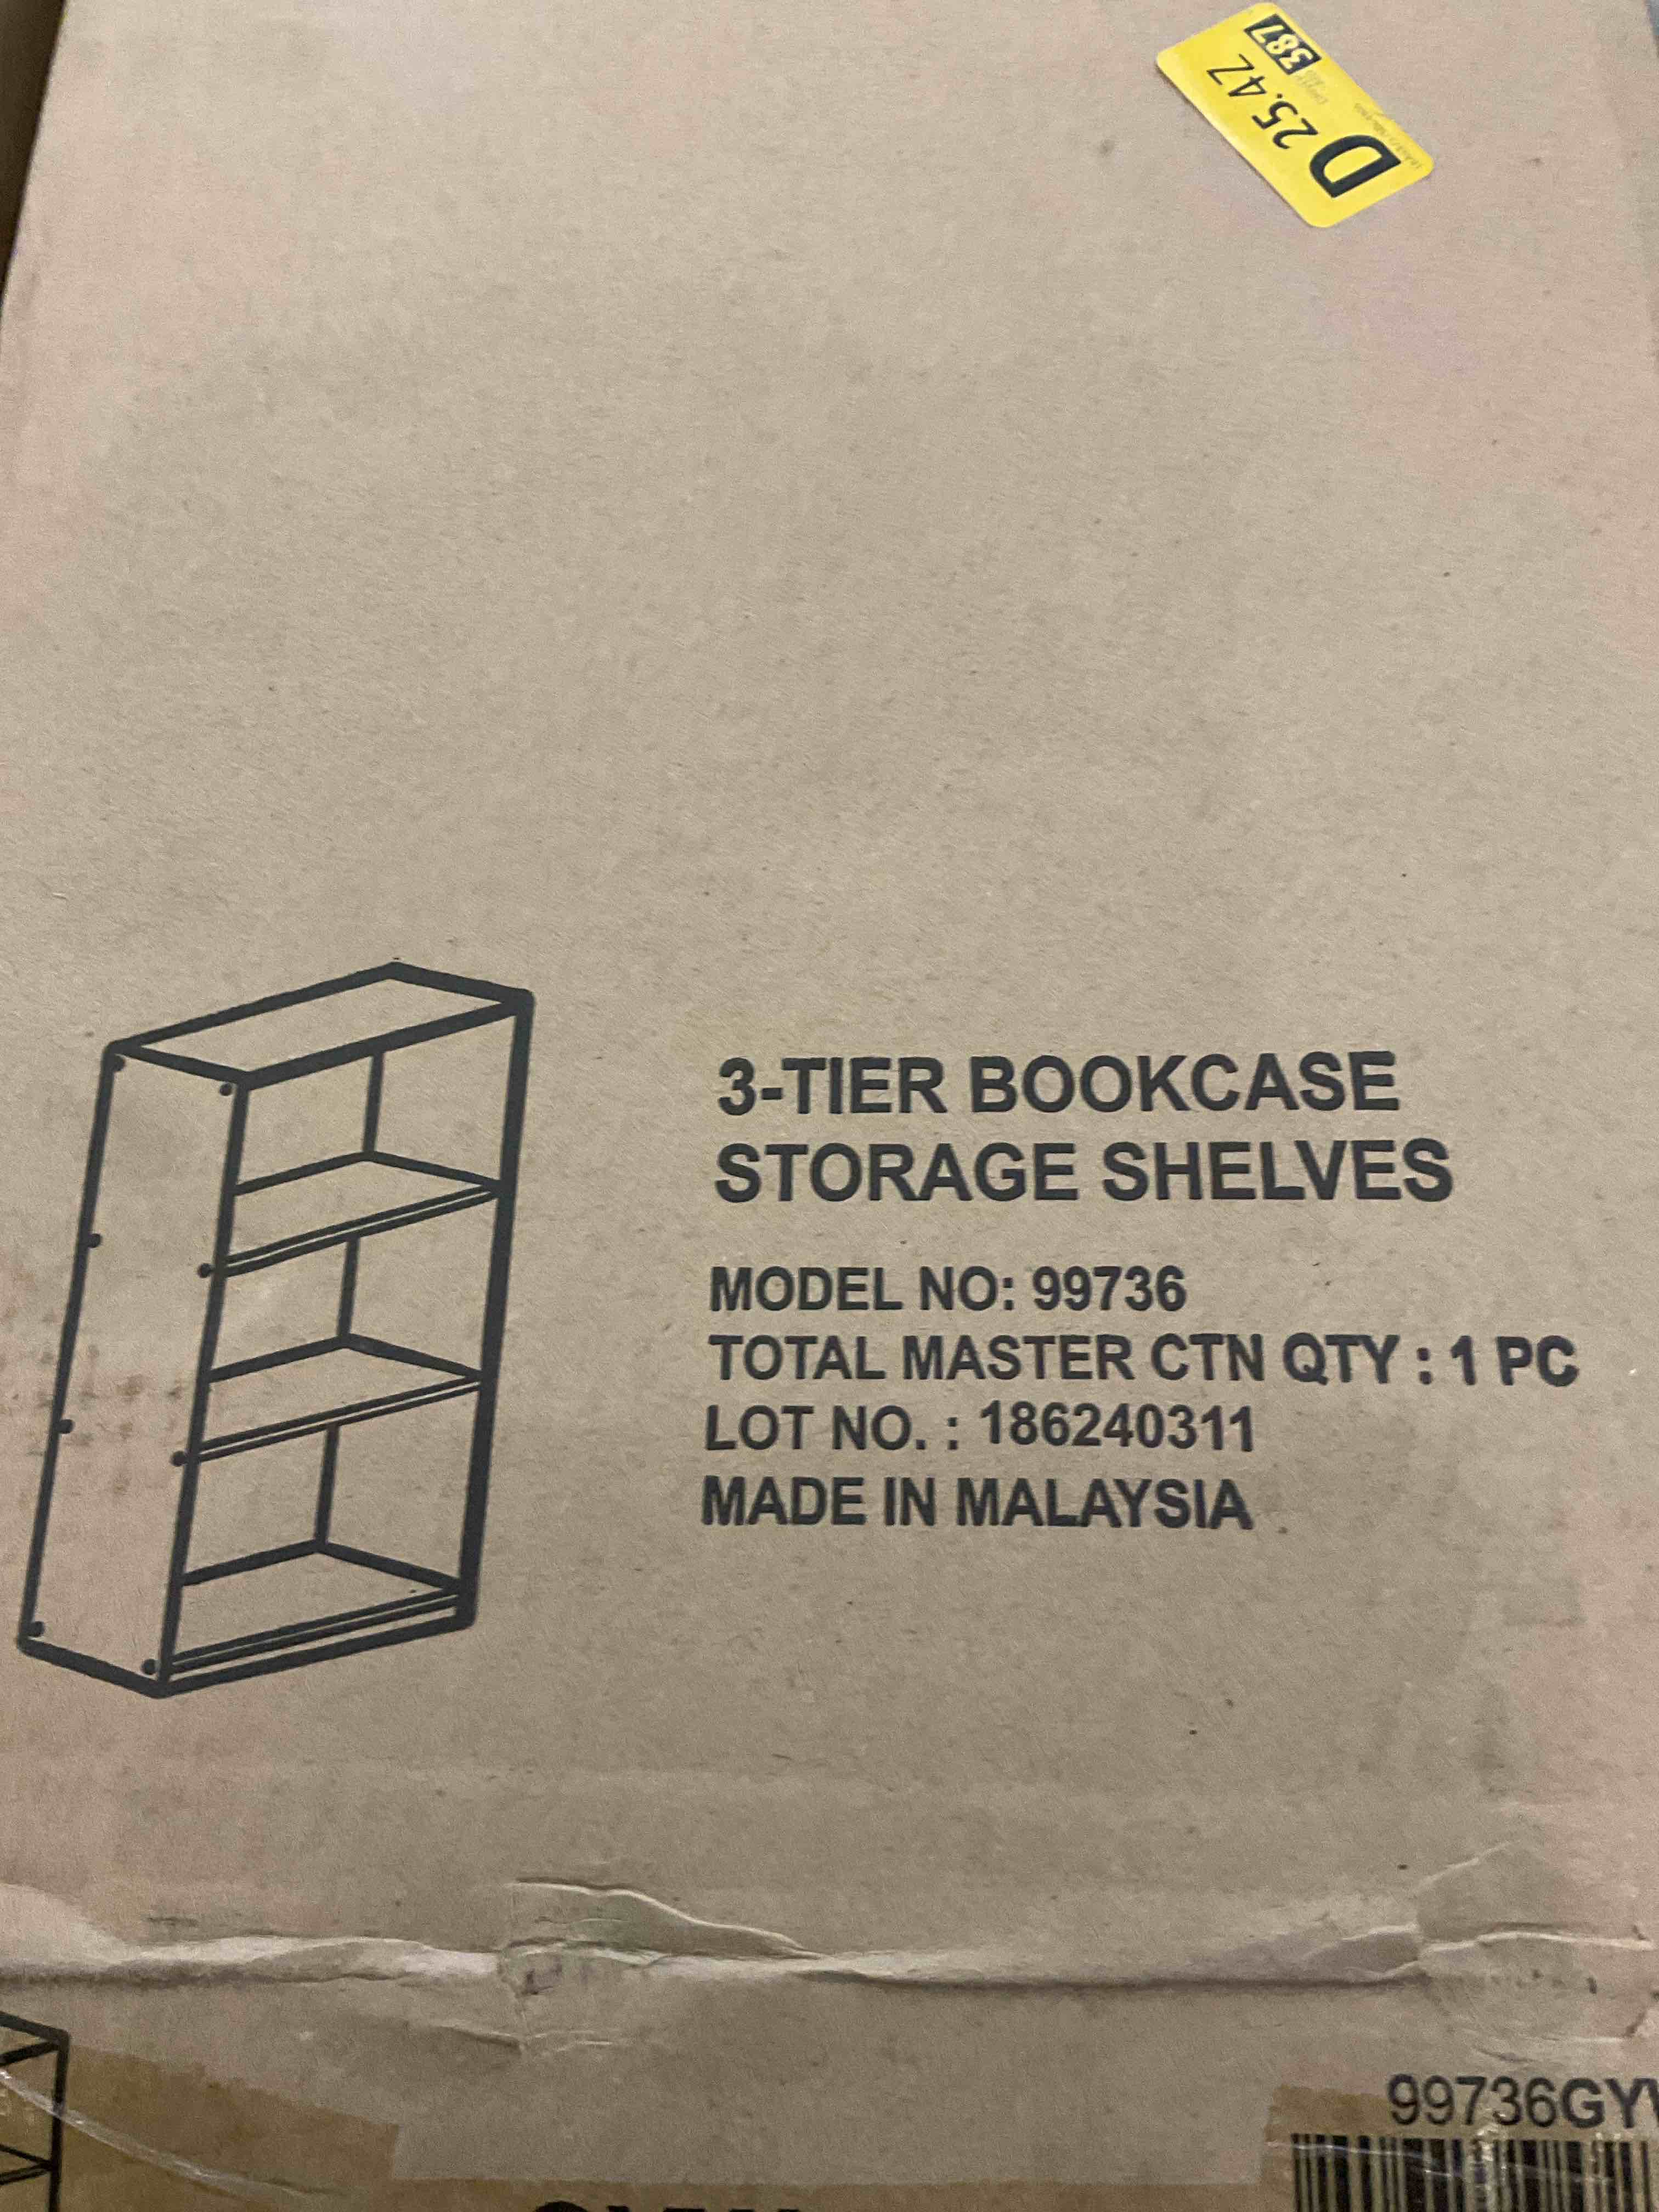 D 25.4Z
387
3-TIER BOOKCASE
STORAGE SHELVES
MODEL NO: 99736
TOTAL MASTER CTN QTY : 1 PC
LOT NO. : 186240311
MADE IN MALAYSIA
99736GY